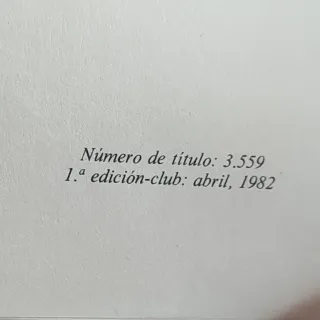 Número de título: 3.559
1.ª edición-club: abril, 1982